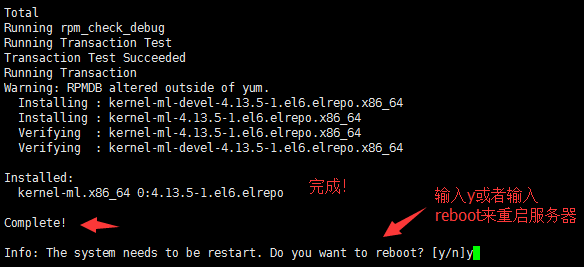 Total
Running rpm_check_debug
Running Transaction Test
Transaction Test Succeeded
Running Transaction
Warning: RPMDB altered outside of yum.
  Installing : kernel-ml-devel-4.13.5-1.el6.elrepo.x86_64
  Installing : kernel-ml-4.13.5-1.el6.elrepo.x86_64
  Verifying  : kernel-ml-4.13.5-1.el6.elrepo.x86_64
  Verifying  : kernel-ml-devel-4.13.5-1.el6.elrepo.x86_64
Installed:
  kernel-ml.x86_64 0:4.13.5-1.el6.elrepo
完成!
输入y或者输入
reboot来重启服务器
Complete!
Info: The system needs to be restart. Do you want to reboot? [y/n]y